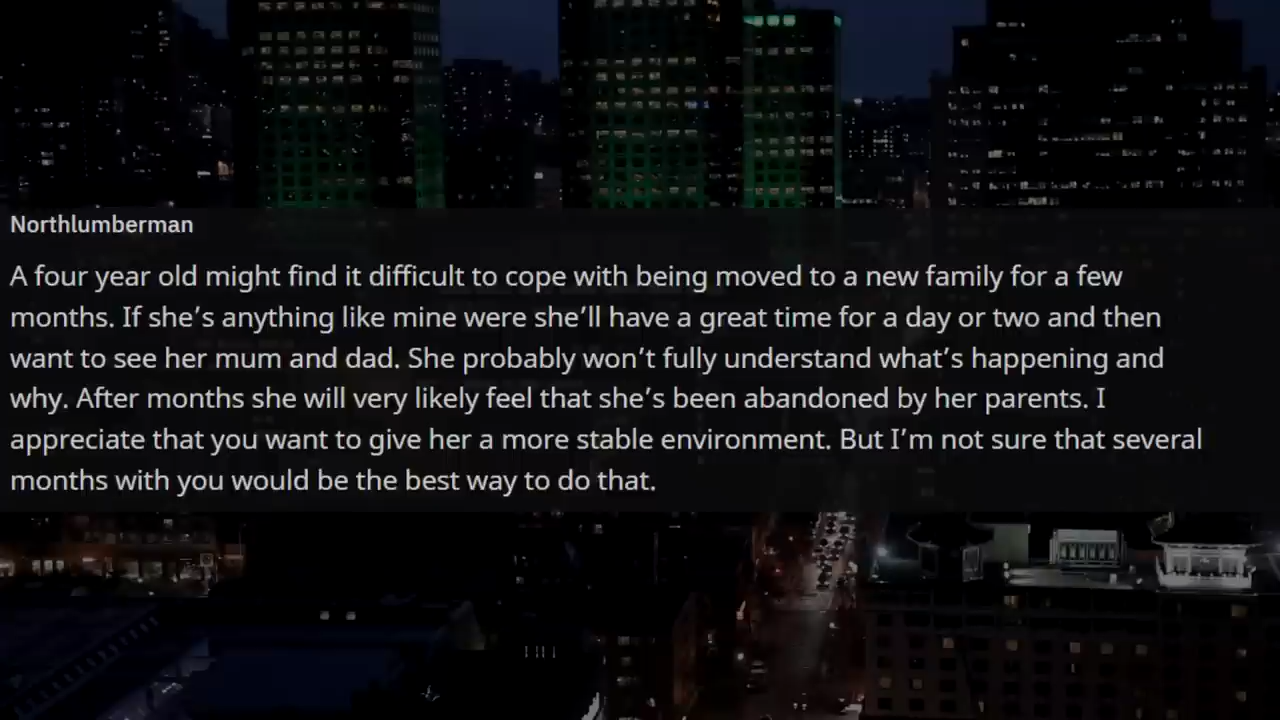 Northlumberman
A four year old might find it difficult to cope with being moved to a new family for a few
months. If she’s anything like mine were she’ll have a great time for a day or two and then
want to see her mum and dad. She probably won’t fully understand what’s happening and
why. After months she will very likely feel that she’s been abandoned by her parents. I
appreciate that you want to give her a more stable environment. But I’m not sure that several
months with you would be the best way to do that.